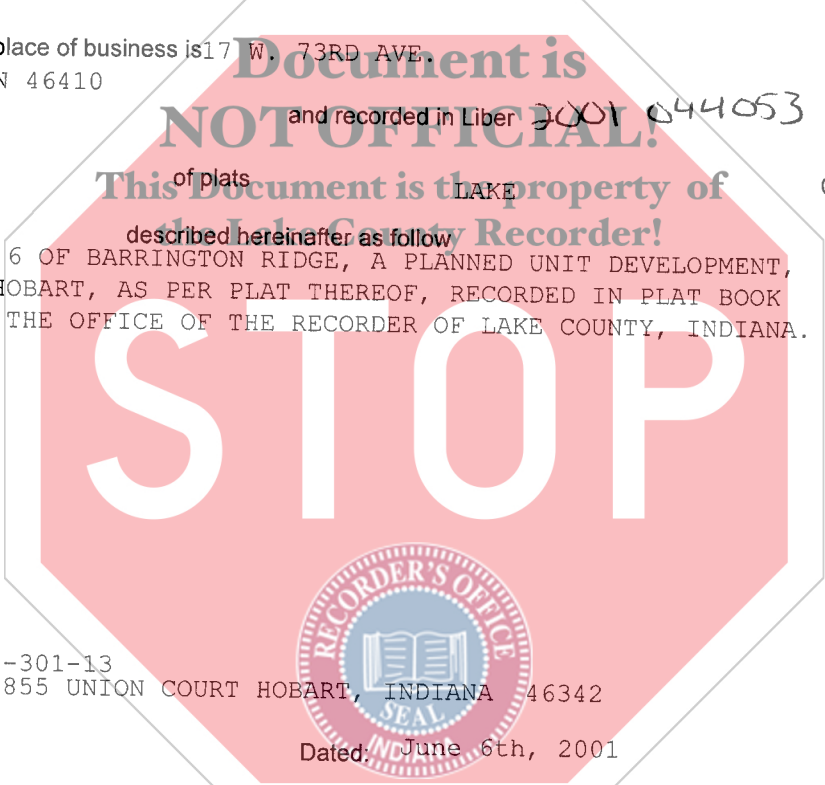 place of business is 17 W. 73RD AVE.
N 46410
Document is
NOT OFFICIAL!
This Document is the property of
the Lake County Recorder!
and recorded in Liber 2001 044053
of plats LAKE
described hereinafter as follow
6 OF BARRINGTON RIDGE, A PLANNED UNIT DEVELOPMENT,
HOBART, AS PER PLAT THEREOF, RECORDED IN PLAT BOOK
THE OFFICE OF THE RECORDER OF LAKE COUNTY, INDIANA.
STOP
RECORDER'S OFFICE
SEAL
INDIANA
-301-13
855 UNION COURT HOBART, INDIANA 46342
Dated: June 6th, 2001